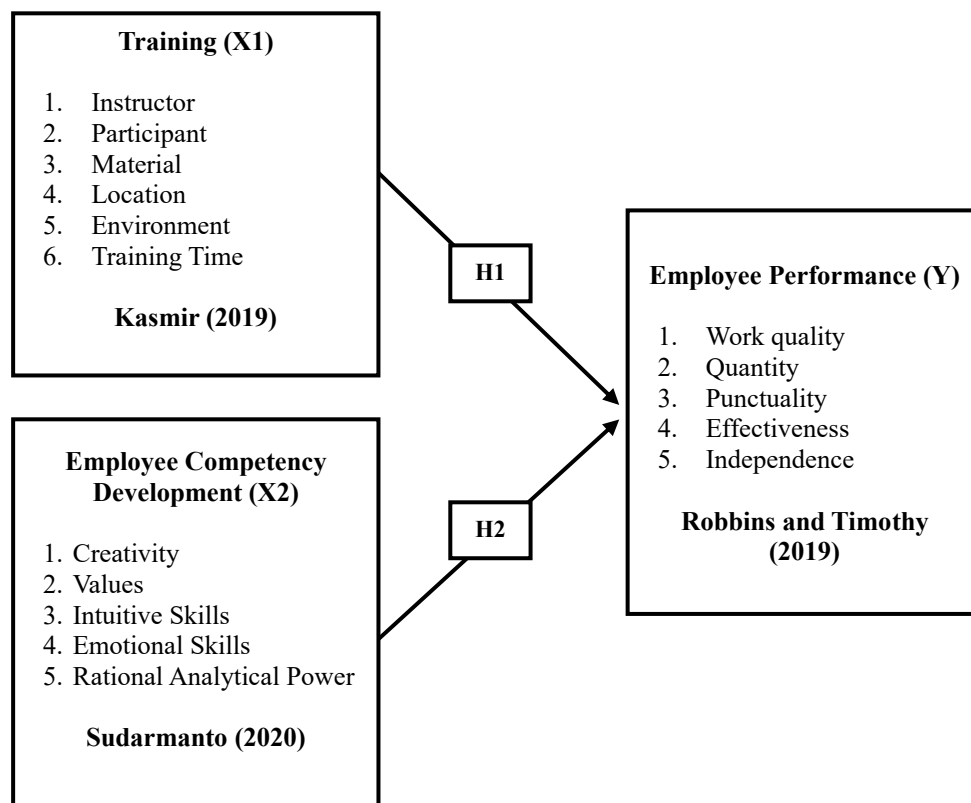 Training (X1)
1. Instructor
2. Participant
3. Material
4. Location
5. Environment
6. Training Time
Kasmir (2019)
H1
Employee Competency
Development (X2)
1. Creativity
2. Values
3. Intuitive Skills
4. Emotional Skills
5. Rational Analytical Power
Sudarmanto (2020)
H2
Employee Performance (Y)
1. Work quality
2. Quantity
3. Punctuality
4. Effectiveness
5. Independence
Robbins and Timothy
(2019)